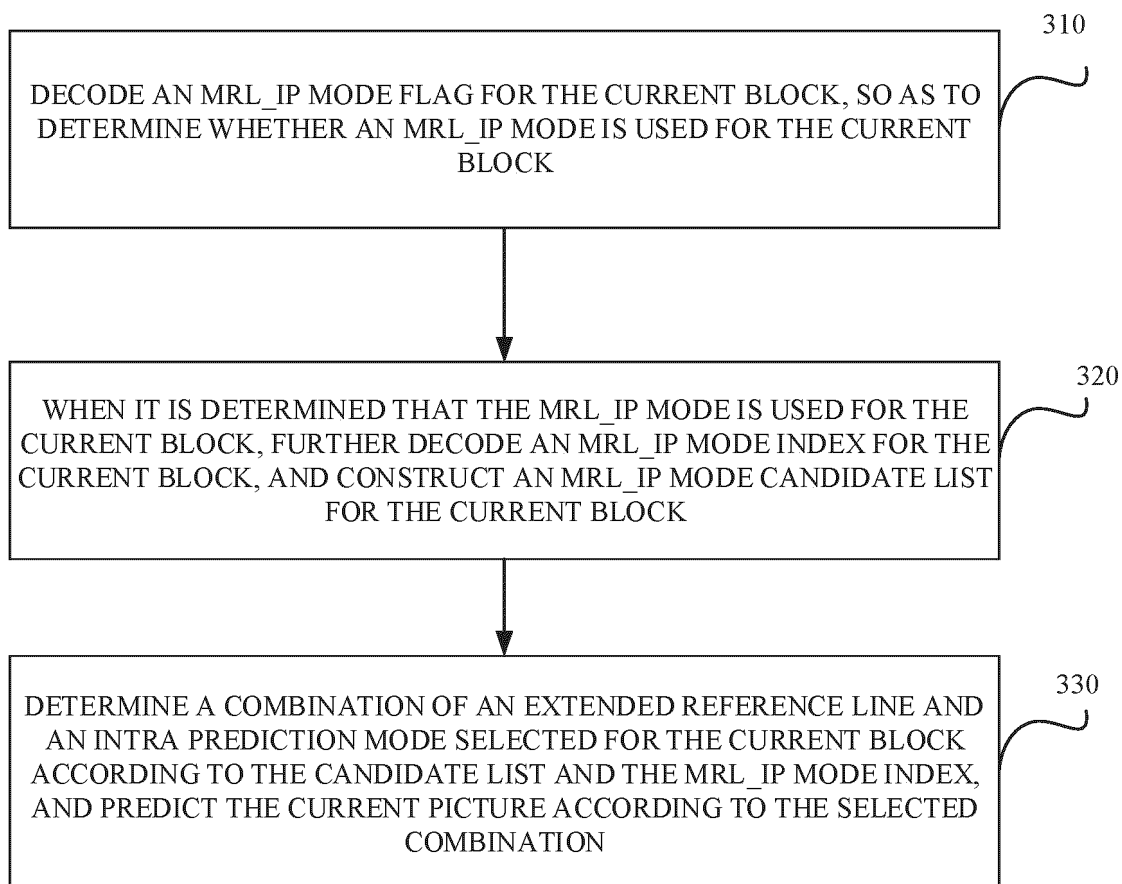 310
DECODE AN MRL_IP MODE FLAG FOR THE CURRENT BLOCK, SO AS TO
DETERMINE WHETHER AN MRL_IP MODE IS USED FOR THE CURRENT
BLOCK
320
WHEN IT IS DETERMINED THAT THE MRL_IP MODE IS USED FOR THE
CURRENT BLOCK, FURTHER DECODE AN MRL_IP MODE INDEX FOR THE
CURRENT BLOCK, AND CONSTRUCT AN MRL_IP MODE CANDIDATE LIST
FOR THE CURRENT BLOCK
330
DETERMINE A COMBINATION OF AN EXTENDED REFERENCE LINE AND
AN INTRA PREDICTION MODE SELECTED FOR THE CURRENT BLOCK
ACCORDING TO THE CANDIDATE LIST AND THE MRL_IP MODE INDEX,
AND PREDICT THE CURRENT PICTURE ACCORDING TO THE SELECTED
COMBINATION